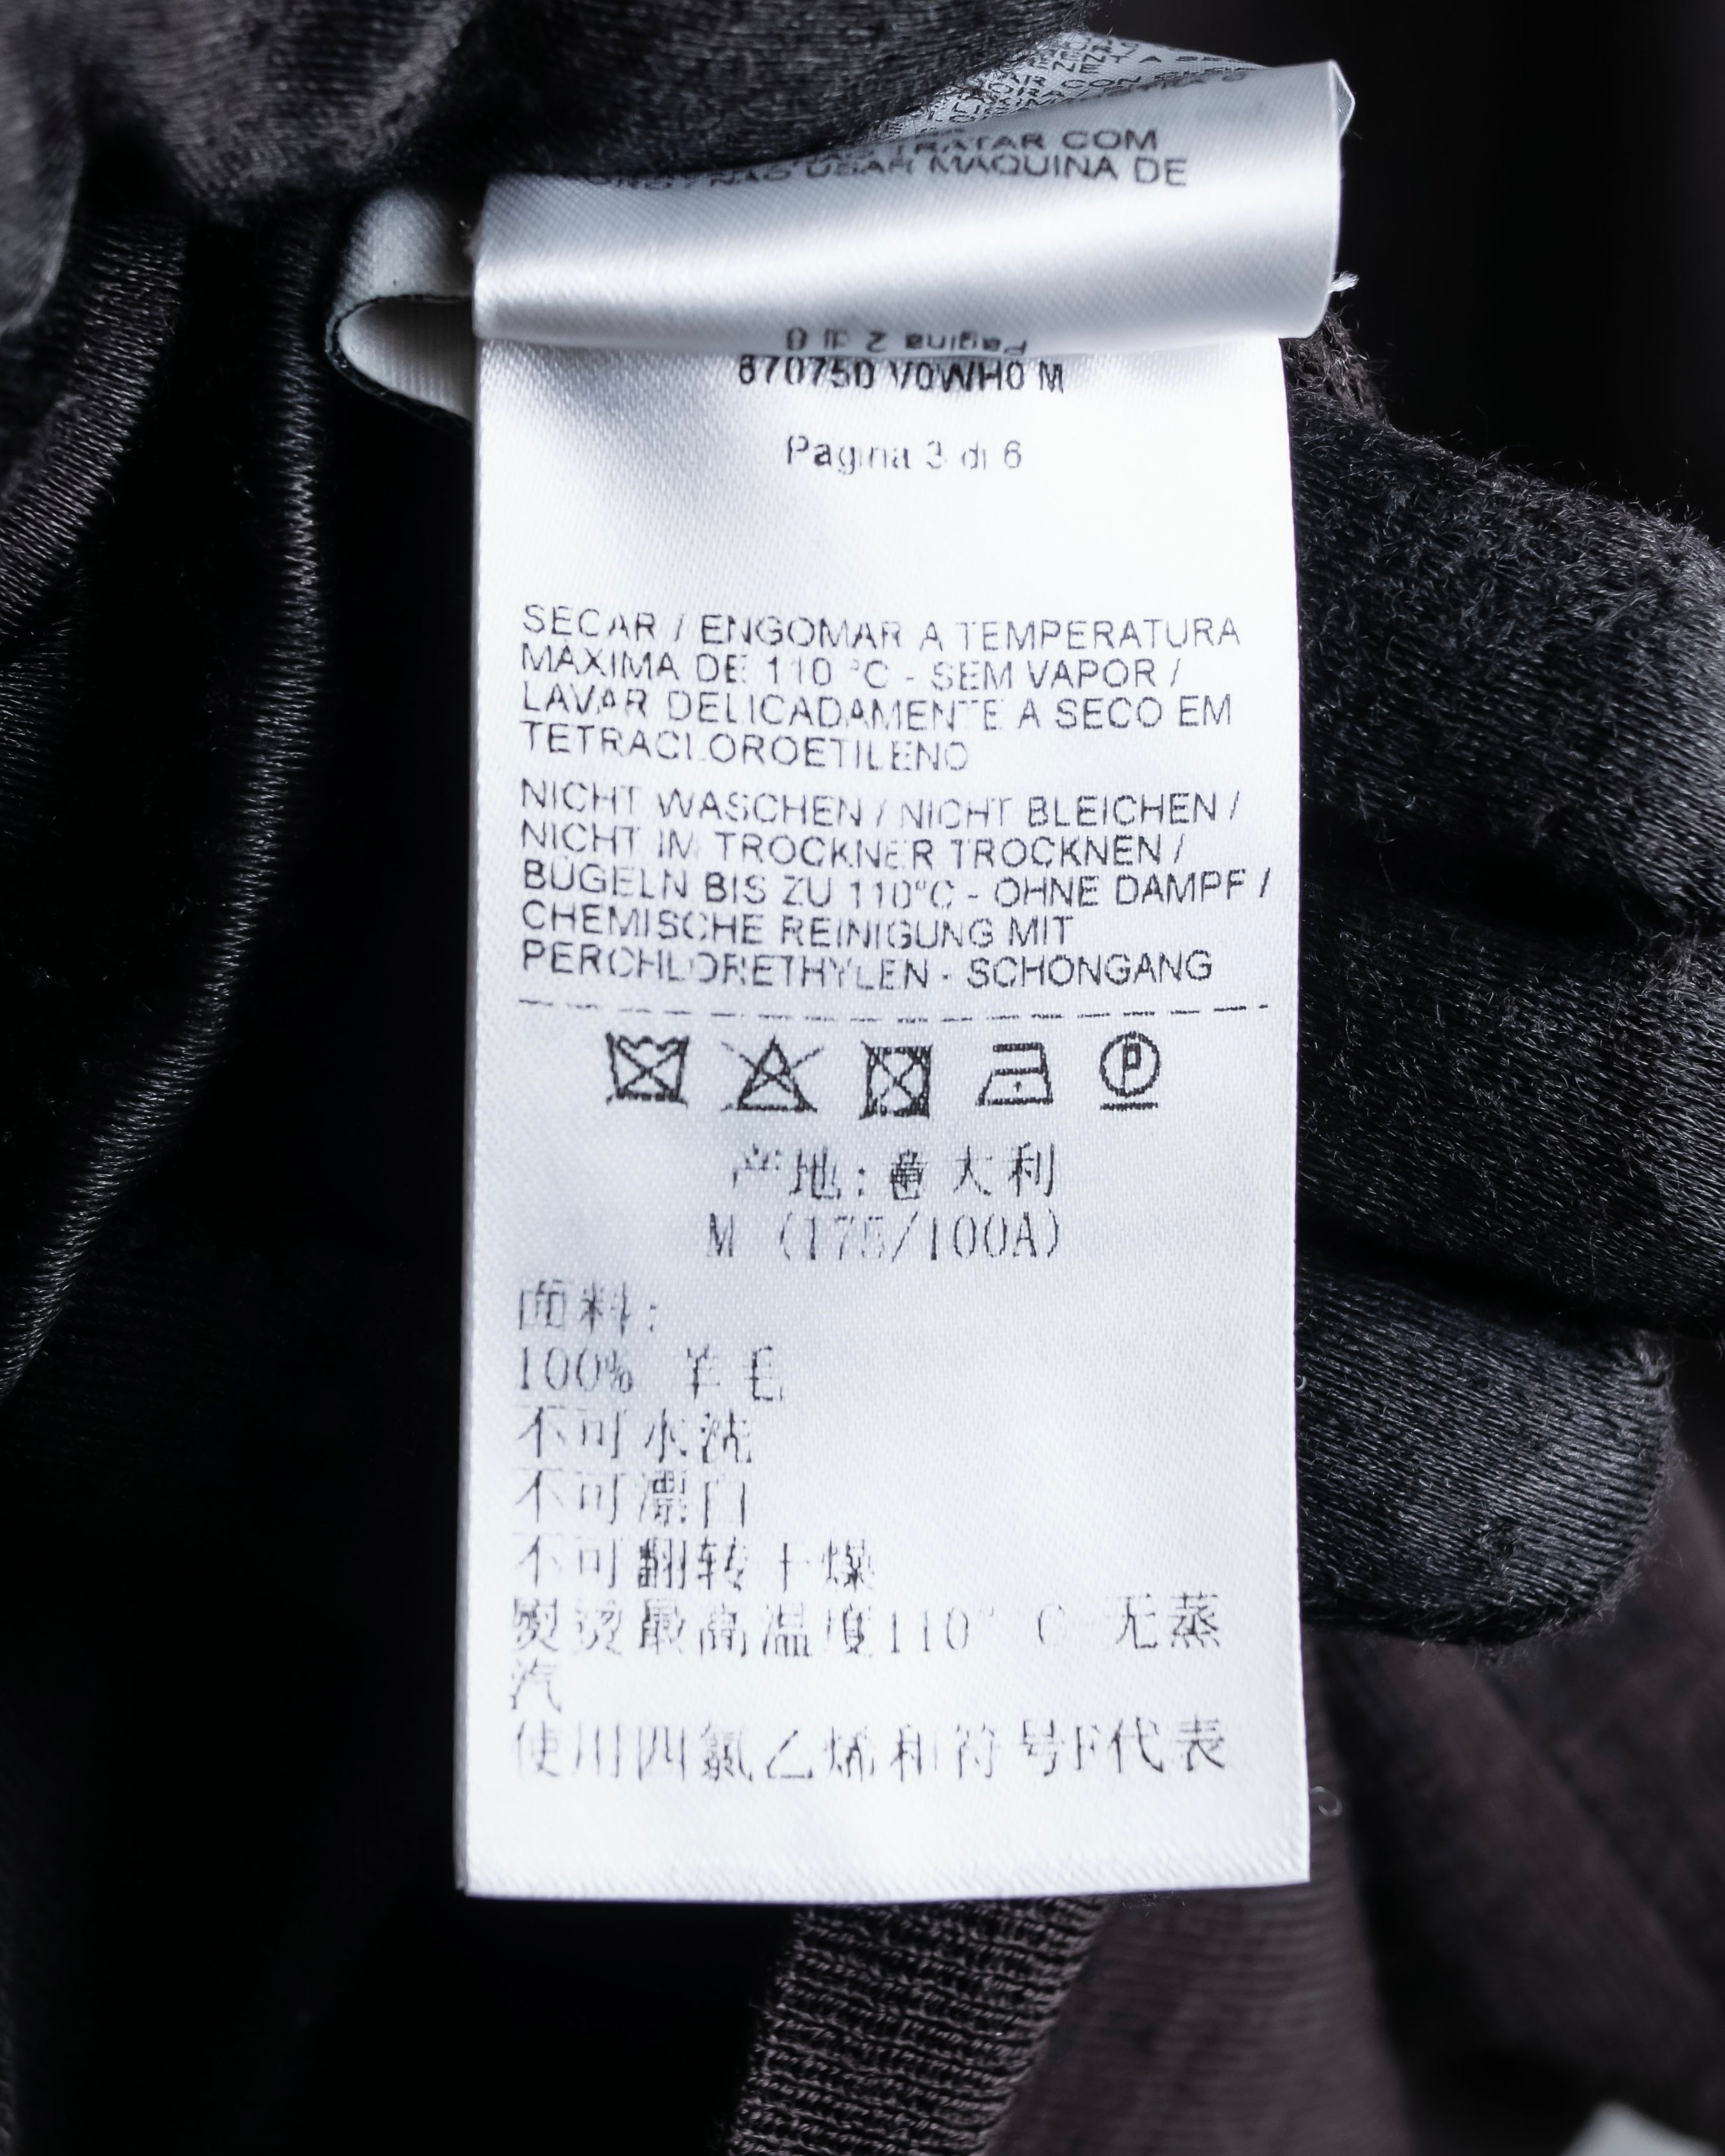 TRATAR COM
NÃO USAR MAQUINA DE
Pagina 2 di 6
670750 V0WH0 M
Pagina 3 di 6
SECAR / ENGOMAR A TEMPERATURA
MÁXIMA DE 110 °C - SEM VAPOR /
LAVAR DELICADAMENTE A SECO EM
TETRACLOROETILENO
NICHT WASCHEN / NICHT BLEICHEN /
NICHT IM TROCKNER TROCKNEN /
BÜGELN BIS ZU 110°C - OHNE DAMPF /
CHEMISCHE REINIGUNG MIT
PERCHLORETHYLEN - SCHONGANG
P
产地: 意大利
M (175/100A)
面料:
100% 羊毛
不可水洗
不可漂白
不可翻转干燥
熨烫最高温度110° C 无蒸
汽
使用四氯乙烯和符号F代表